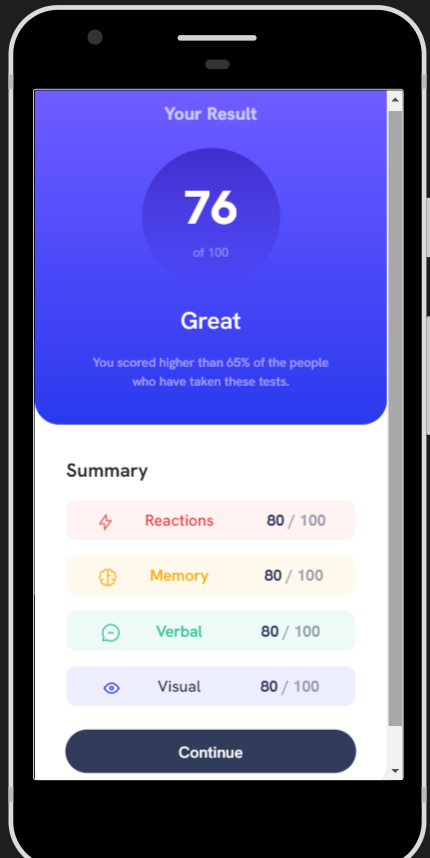 Your Result
76
of 100
Great
You scored higher than 65% of the people
who have taken these tests.
Summary
Reactions 80 / 100
Memory 80 / 100
Verbal 80 / 100
Visual 80 / 100
Continue